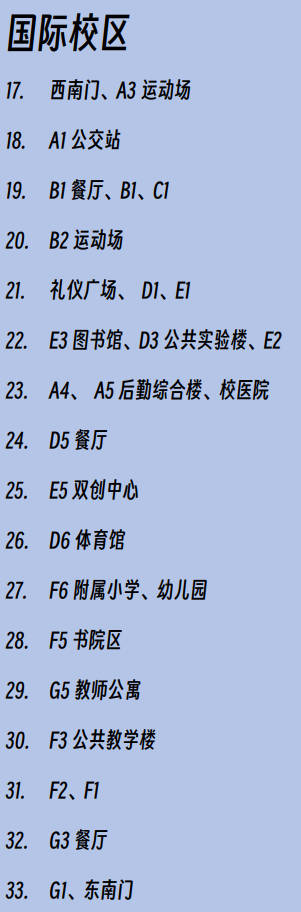 国际校区
17. 西南门、A3 运动场
18. A1 公交站
19. B1 餐厅、B1、C1
20. B2 运动场
21. 礼仪广场、 D1、E1
22. E3 图书馆、D3 公共实验楼、E2
23. A4、 A5 后勤综合楼、校医院
24. D5 餐厅
25. E5 双创中心
26. D6 体育馆
27. F6 附属小学、幼儿园
28. F5 书院区
29. G5 教师公寓
30. F3 公共教学楼
31. F2、F1
32. G3 餐厅
33. G1、东南门